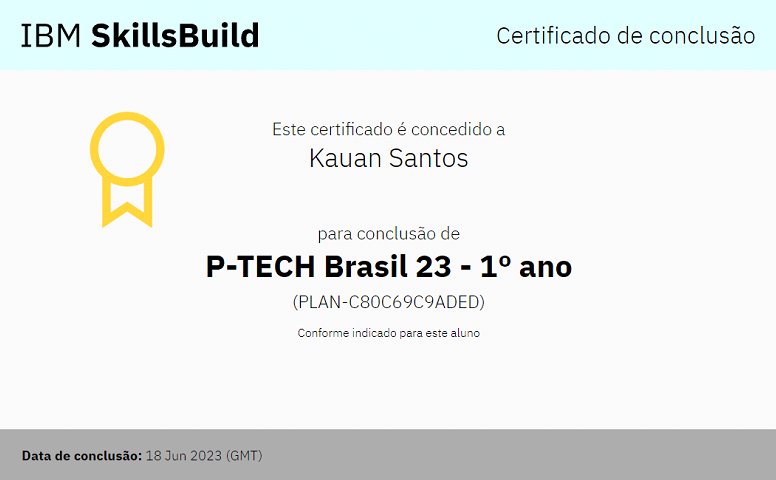 IBM SkillsBuild
Certificado de conclusão
Este certificado é concedido a
Kauan Santos
para conclusão de
P-TECH Brasil 23 - 1º ano
(PLAN-C80C69C9ADED)
Conforme indicado para este aluno
Data de conclusão: 18 Jun 2023 (GMT)